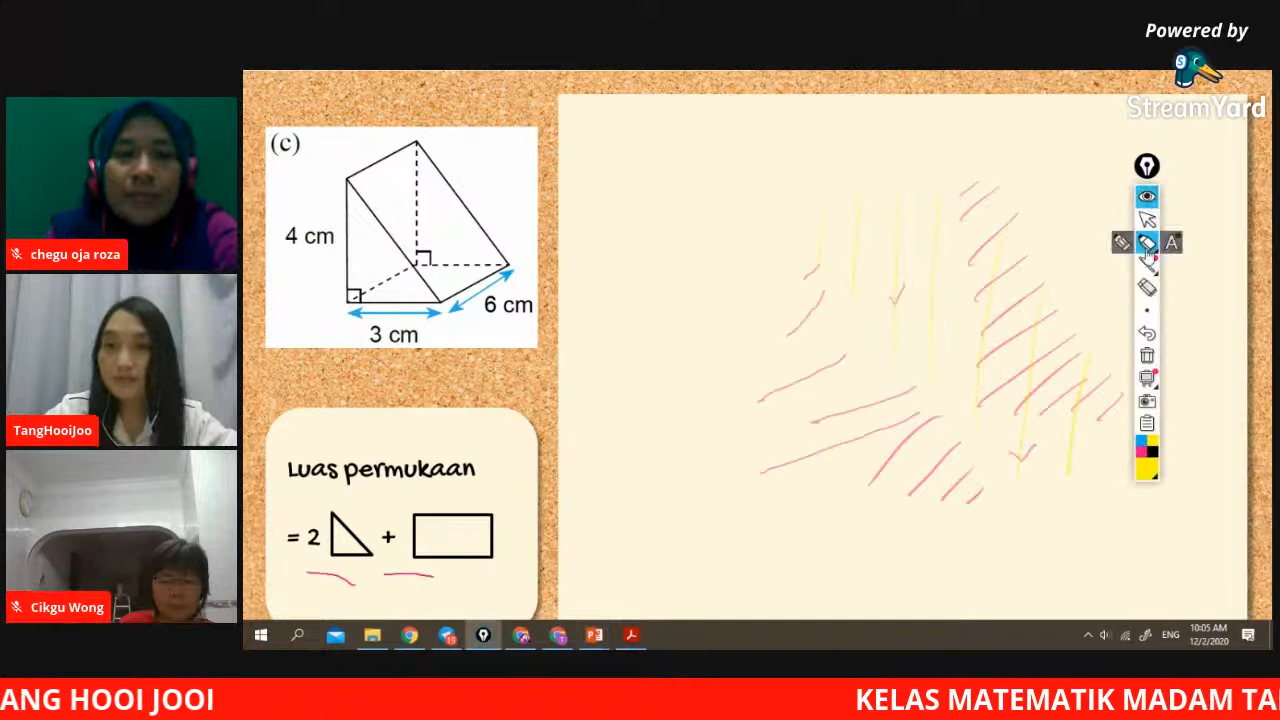 Powered by
StreamYard
chegu oja roza
TangHooiJoo
Cikgu Wong
(c)
4 cm
6 cm
3 cm
Luas permukaan
= 2 +
A
19
ENG
10:05 AM
12/2/2020
ANG HOOI JOOI
KELAS MATEMATIK MADAM TA